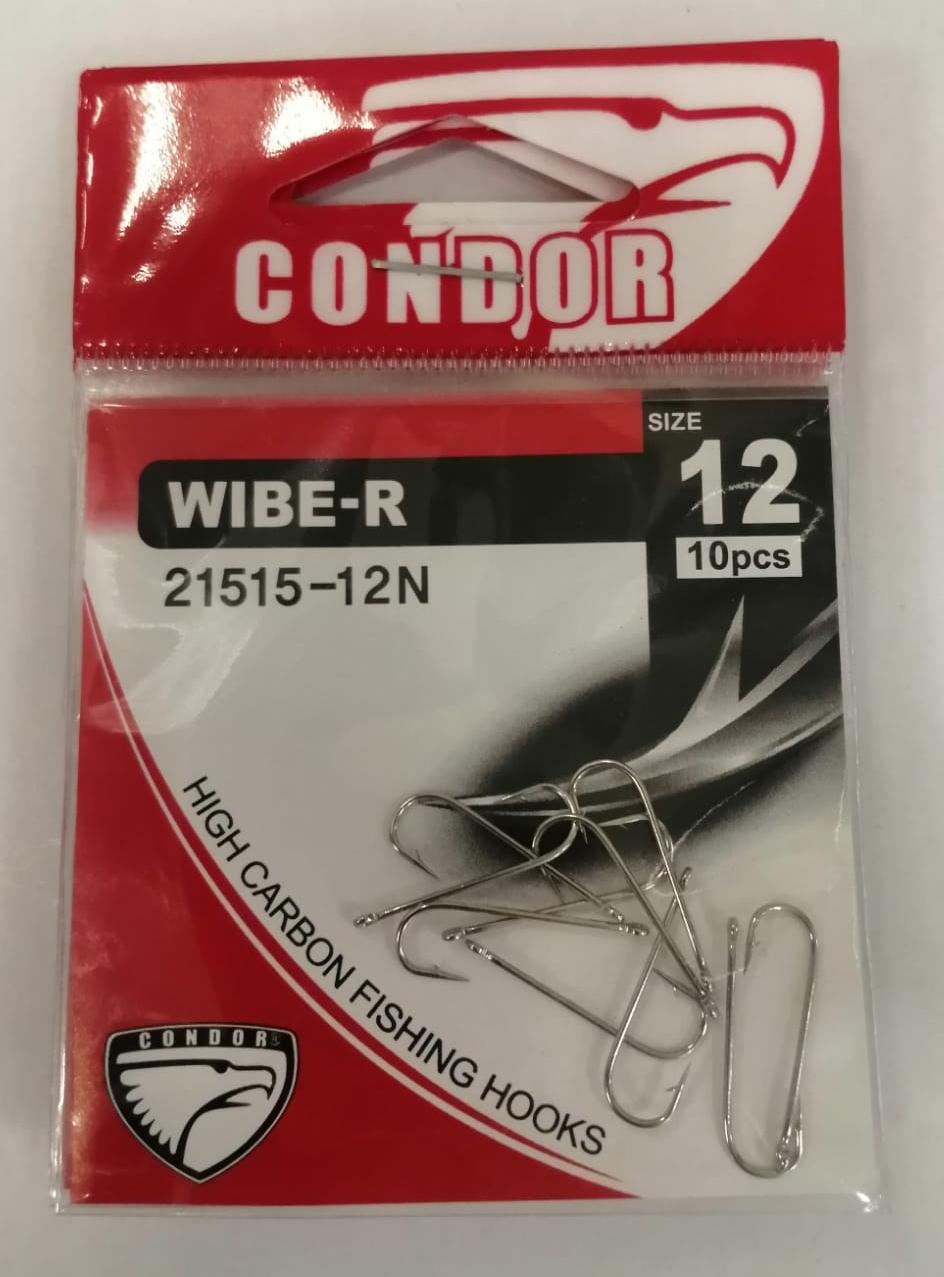 CONDOR
SIZE
12
10pcs
WIBE-R
21515-12N
HIGH CARBON FISHING HOOKS
CONDOR®